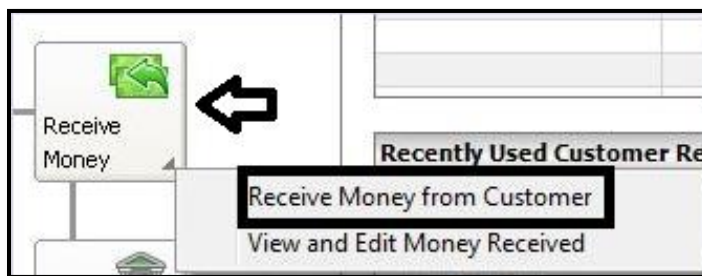 Receive
Money
Recently Used Customer Re
Receive Money from Customer
View and Edit Money Received